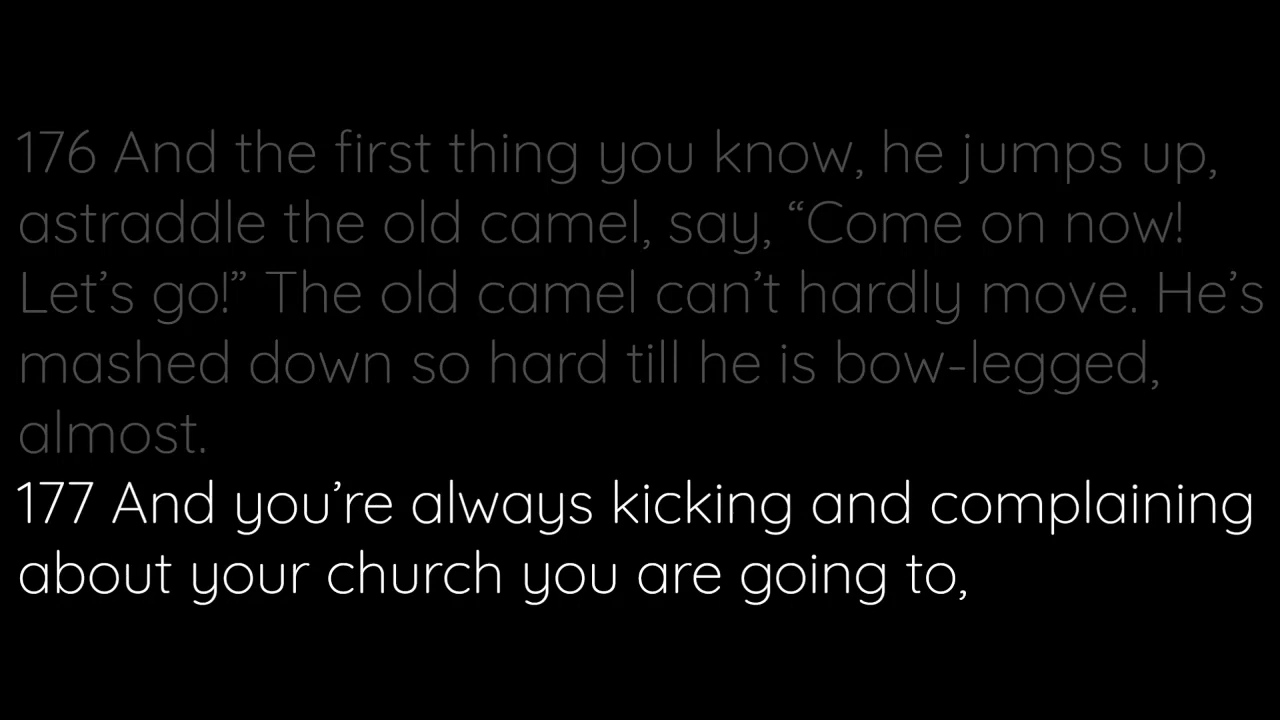 176 And the first thing you know, he jumps up,
astraddle the old camel, say, “Come on now!
Let’s go!” The old camel can’t hardly move. He’s
mashed down so hard till he is bow-legged,
almost.
177 And you’re always kicking and complaining
about your church you are going to,